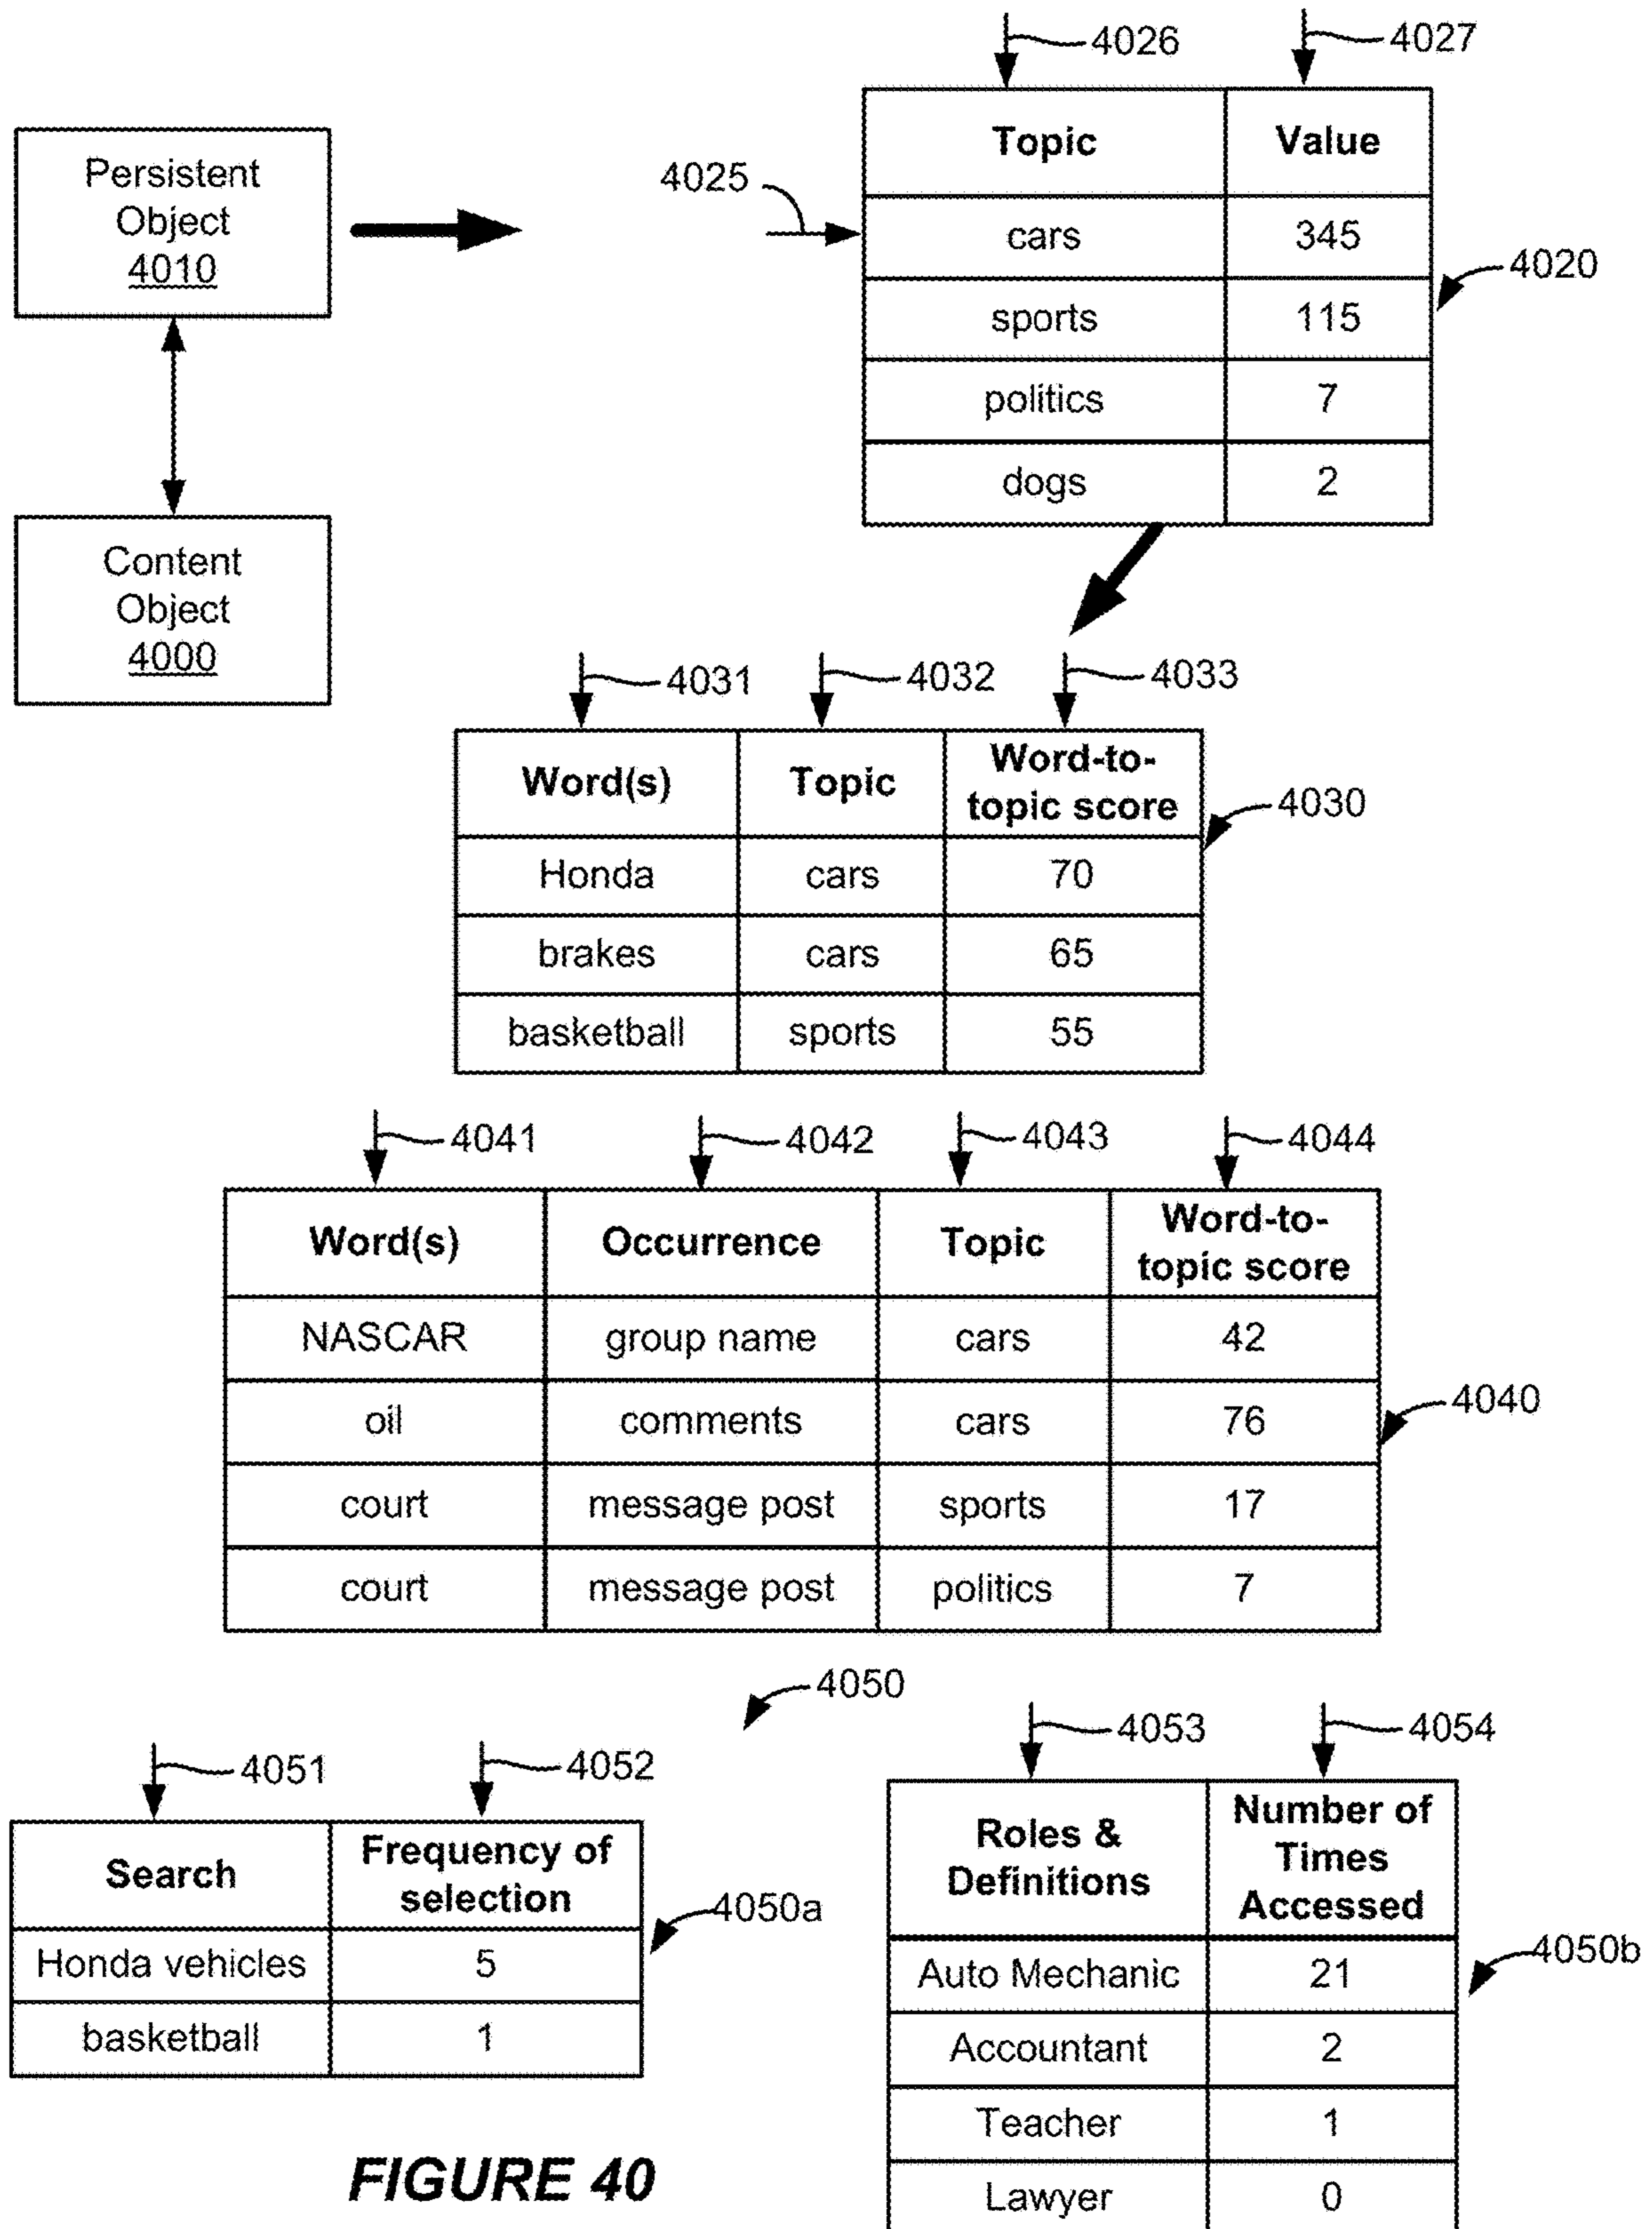 4026
4027
Persistent
Object
4010
4025
Topic Value
cars 345
4020
sports 115
politics 7
dogs 2
Content
Object
4000
4031
4032
4033
Word(s) Topic Word-to-
topic score
4030
Honda cars 70
brakes cars 65
basketball sports 55
4041
4042
4043
4044
Word(s) Occurrence Topic Word-to-
topic score
NASCAR group name cars 42
oil comments cars 76
4040
court message post sports 17
court message post politics 7
4050
4051
4052
Search Frequency of
selection
4050a
Honda vehicles 5
basketball 1
4053
4054
Roles &
Definitions
Number of
Times
Accessed
Auto Mechanic 21
4050b
Accountant 2
Teacher 1
Lawyer 0
FIGURE 40